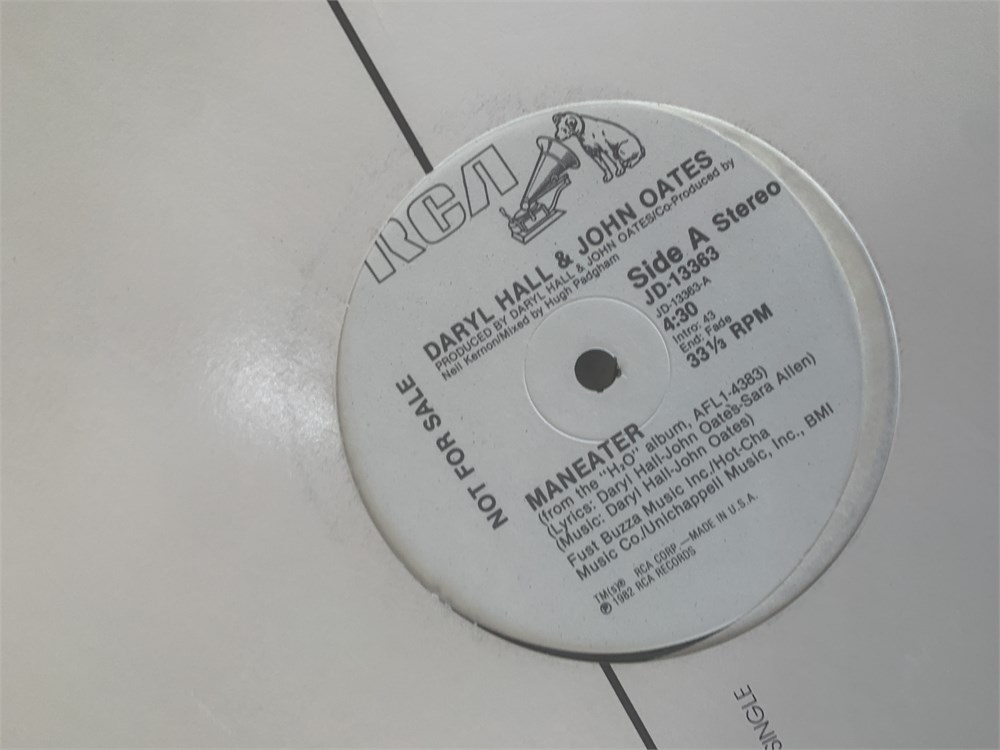 RCA
DARYL HALL & JOHN OATES
PRODUCED BY DARYL HALL & JOHN OATES/Co-Produced by
Neil Kernon/Mixed by Hugh Padgham
Side A Stereo
JD-13363
JD-13363-A
4:30
Intro: 43
End: Fade
33⅓ RPM
NOT FOR SALE
MANEATER
(from the "H₂O" album, AFL1-4383)
(Lyrics: Daryl Hall-John Oates-Sara Allen)
(Music: Daryl Hall-John Oates)
Fust Buzza Music Inc./Hot-Cha
Music Co./Unichappell Music, Inc., BMI
TM(s)® RCA CORP.—MADE IN U.S.A.
℗ 1982 RCA RECORDS
SINGLE